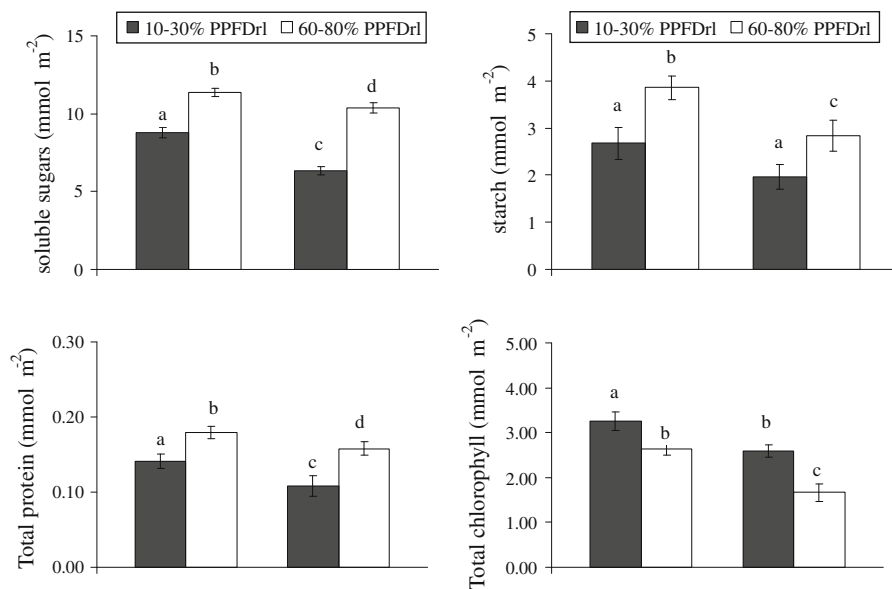 10-30% PPFDrl 60-80% PPFDrl
soluble sugars (mmol m⁻²)
15
10
5
0
a
b
c
d
10-30% PPFDrl 60-80% PPFDrl
starch (mmol m⁻²)
5
4
3
2
1
0
a
b
a
c
Total protein (mmol m⁻²)
0.30
0.20
0.10
0.00
a
b
c
d
Total chlorophyll (mmol m⁻²)
5.00
4.00
3.00
2.00
1.00
0.00
a
b
b
c